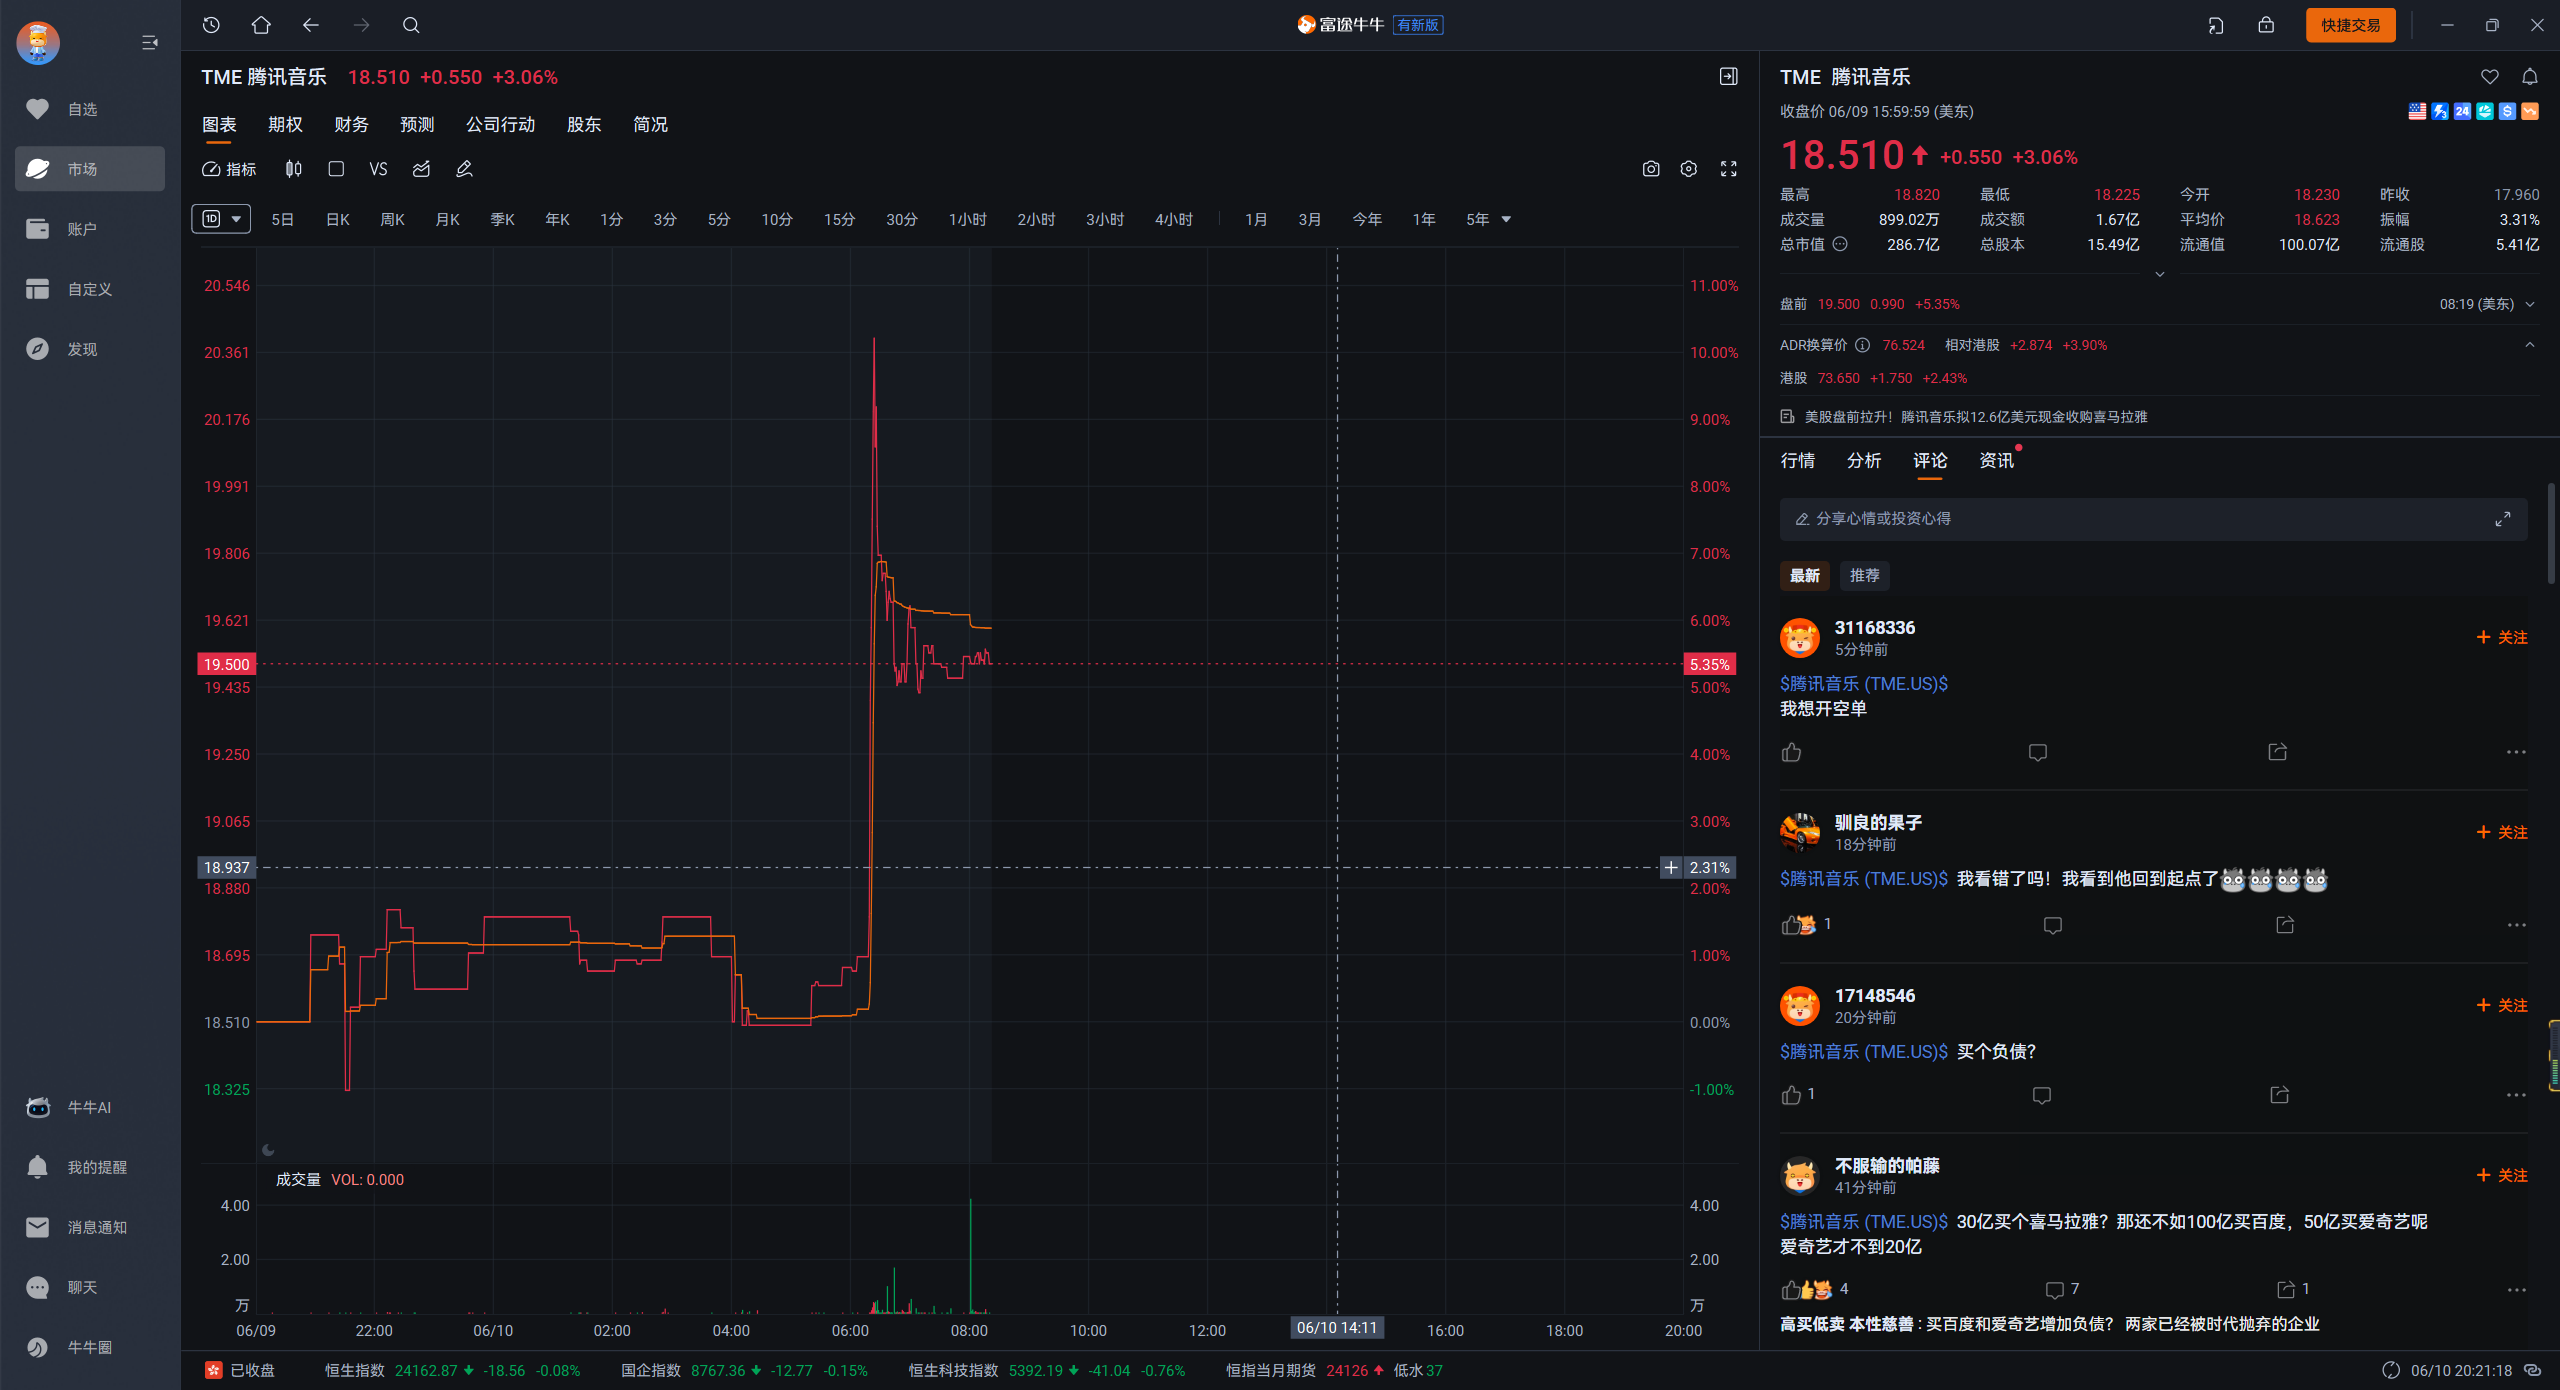 富途牛牛 有新版
快捷交易
自选
市场
账户
自定义
发现
牛牛AI
我的提醒
消息通知
聊天
牛牛圈
TME 腾讯音乐 18.510 +0.550 +3.06%
图表 期权 财务 预测 公司行动 股东 简况
指标 VS
1D 5日 日K 周K 月K 季K 年K 1分 3分 5分 10分 15分 30分 1小时 2小时 3小时 4小时 1月 3月 今年 1年 5年
20.546 11.00%
20.361 10.00%
20.176 9.00%
19.991 8.00%
19.806 7.00%
19.621 6.00%
19.500 5.35%
19.435 5.00%
19.250 4.00%
19.065 3.00%
18.937 2.31%
18.880 2.00%
18.695 1.00%
18.510 0.00%
18.325 -1.00%
成交量 VOL: 0.000
4.00 4.00
2.00 2.00
万 万
06/09 22:00 06/10 02:00 04:00 06:00 08:00 10:00 12:00 06/10 14:11 16:00 18:00 20:00
TME 腾讯音乐
收盘价 06/09 15:59:59 (美东)
24
18.510 +0.550 +3.06%
最高 18.820 最低 18.225 今开 18.230 昨收 17.960
成交量 899.02万 成交额 1.67亿 平均价 18.623 振幅 3.31%
总市值 286.7亿 总股本 15.49亿 流通值 100.07亿 流通股 5.41亿
盘前 19.500 0.990 +5.35% 08:19 (美东)
ADR换算价 76.524 相对港股 +2.874 +3.90%
港股 73.650 +1.750 +2.43%
美股盘前拉升！腾讯音乐拟12.6亿美元现金收购喜马拉雅
行情 分析 评论 资讯
分享心情或投资心得
最新 推荐
31168336
5分钟前
+ 关注
$腾讯音乐 (TME.US)$
我想开空单
驯良的果子
18分钟前
+ 关注
$腾讯音乐 (TME.US)$ 我看错了吗！我看到他回到起点了
1
17148546
20分钟前
+ 关注
$腾讯音乐 (TME.US)$ 买个负债？
1
不服输的帕藤
41分钟前
+ 关注
$腾讯音乐 (TME.US)$ 30亿买个喜马拉雅？那还不如100亿买百度，50亿买爱奇艺呢
爱奇艺才不到20亿
4 7 1
高买低卖 本性慈善 : 买百度和爱奇艺增加负债？ 两家已经被时代抛弃的企业
已收盘 恒生指数 24162.87 -18.56 -0.08% 国企指数 8767.36 -12.77 -0.15% 恒生科技指数 5392.19 -41.04 -0.76% 恒指当月期货 24126 低水 37
06/10 20:21:18